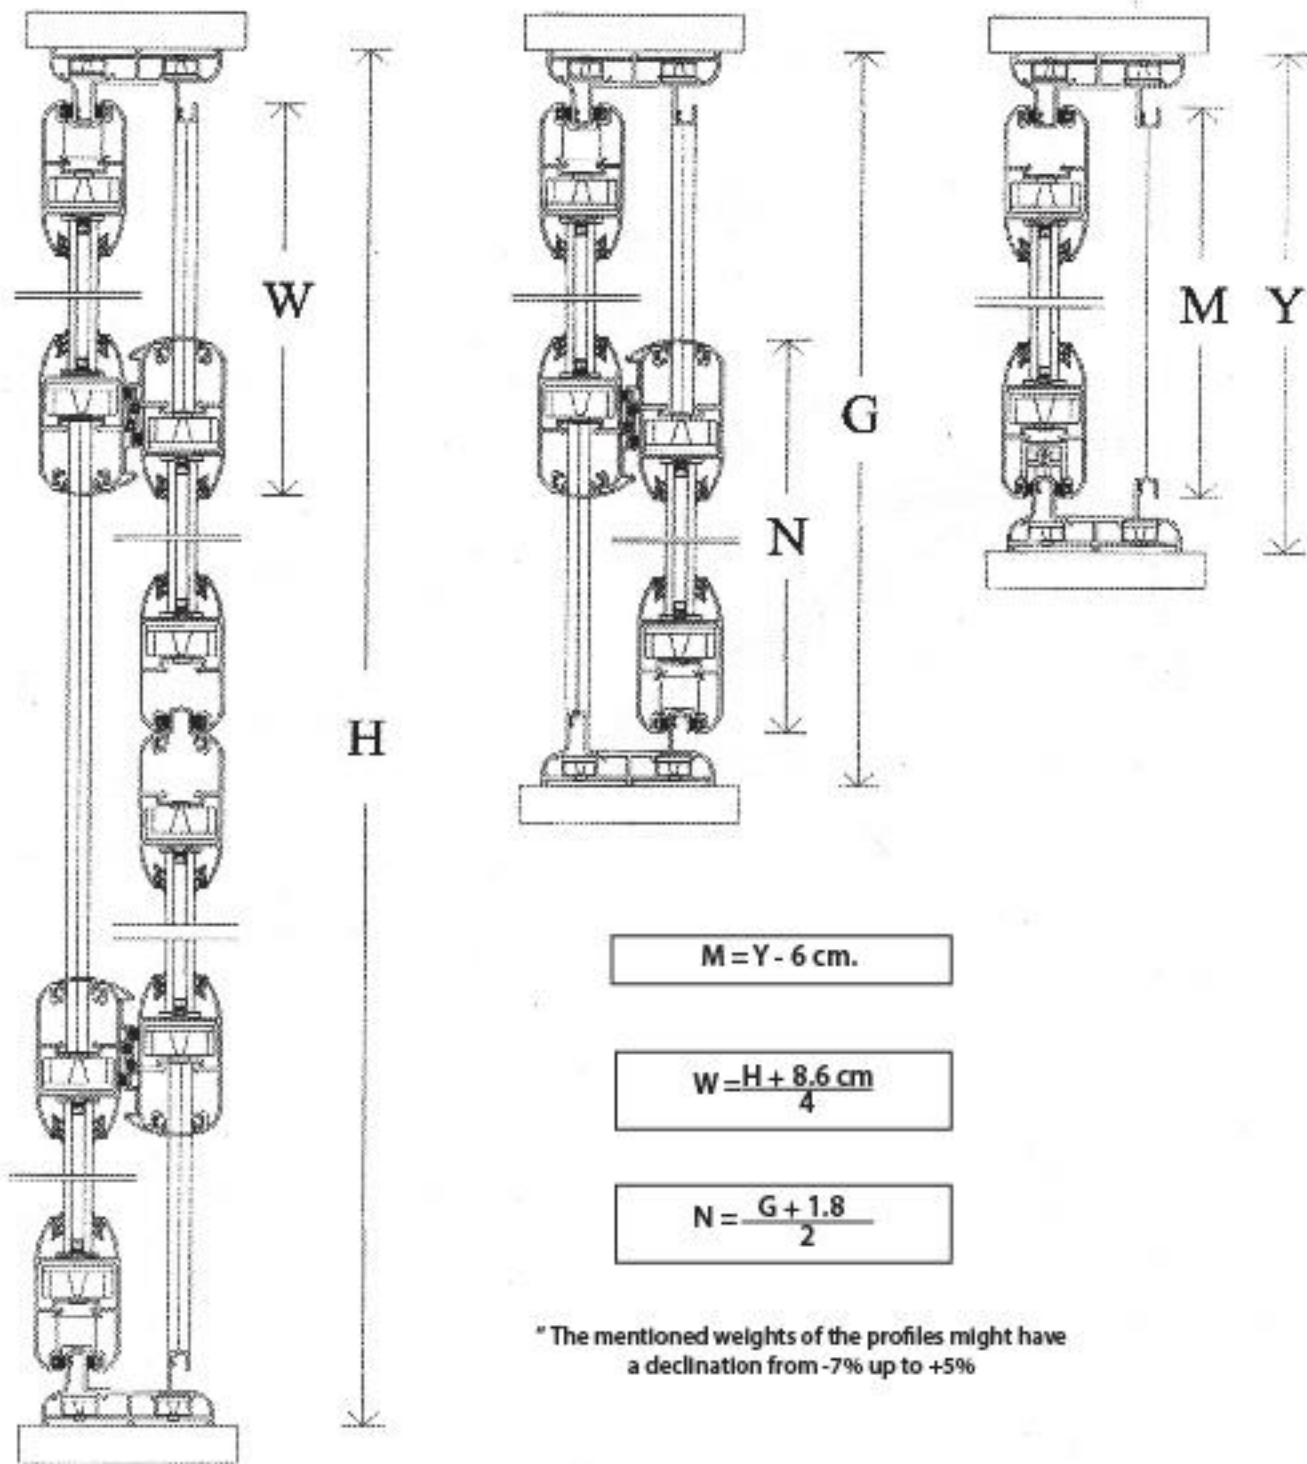 W
H
G
N
M
Y
M = Y - 6 cm.
W = H + 8.6 cm
4
N = G + 1.8
2
" The mentioned weights of the profiles might have
a declination from -7% up to +5%